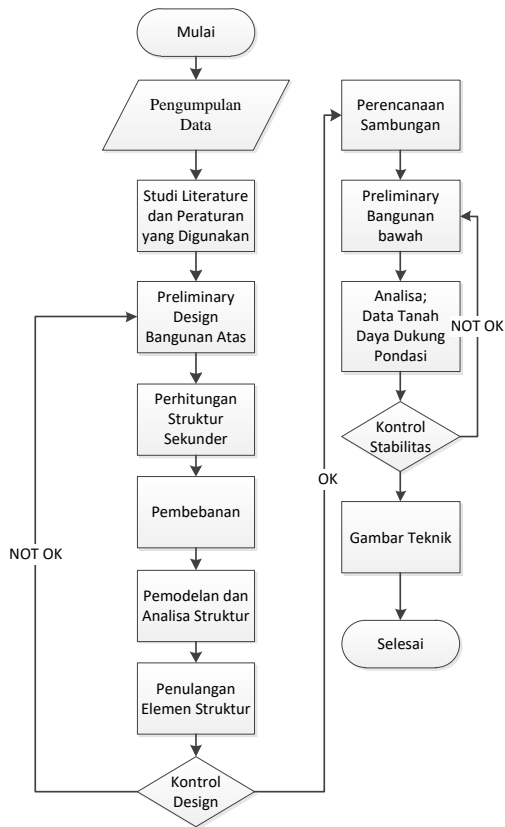 Mulai
Pengumpulan
Data
Studi Literature
dan Peraturan
yang Digunakan
Preliminary
Design
Bangunan Atas
Perhitungan
Struktur
Sekunder
Pembebanan
NOT OK
Pemodelan dan
Analisa Struktur
Penulangan
Elemen Struktur
Kontrol
Design
OK
Perencanaan
Sambungan
Preliminary
Bangunan
bawah
Analisa;
Data Tanah
Daya Dukung
Pondasi
NOT OK
Kontrol
Stabilitas
Gambar Teknik
Selesai